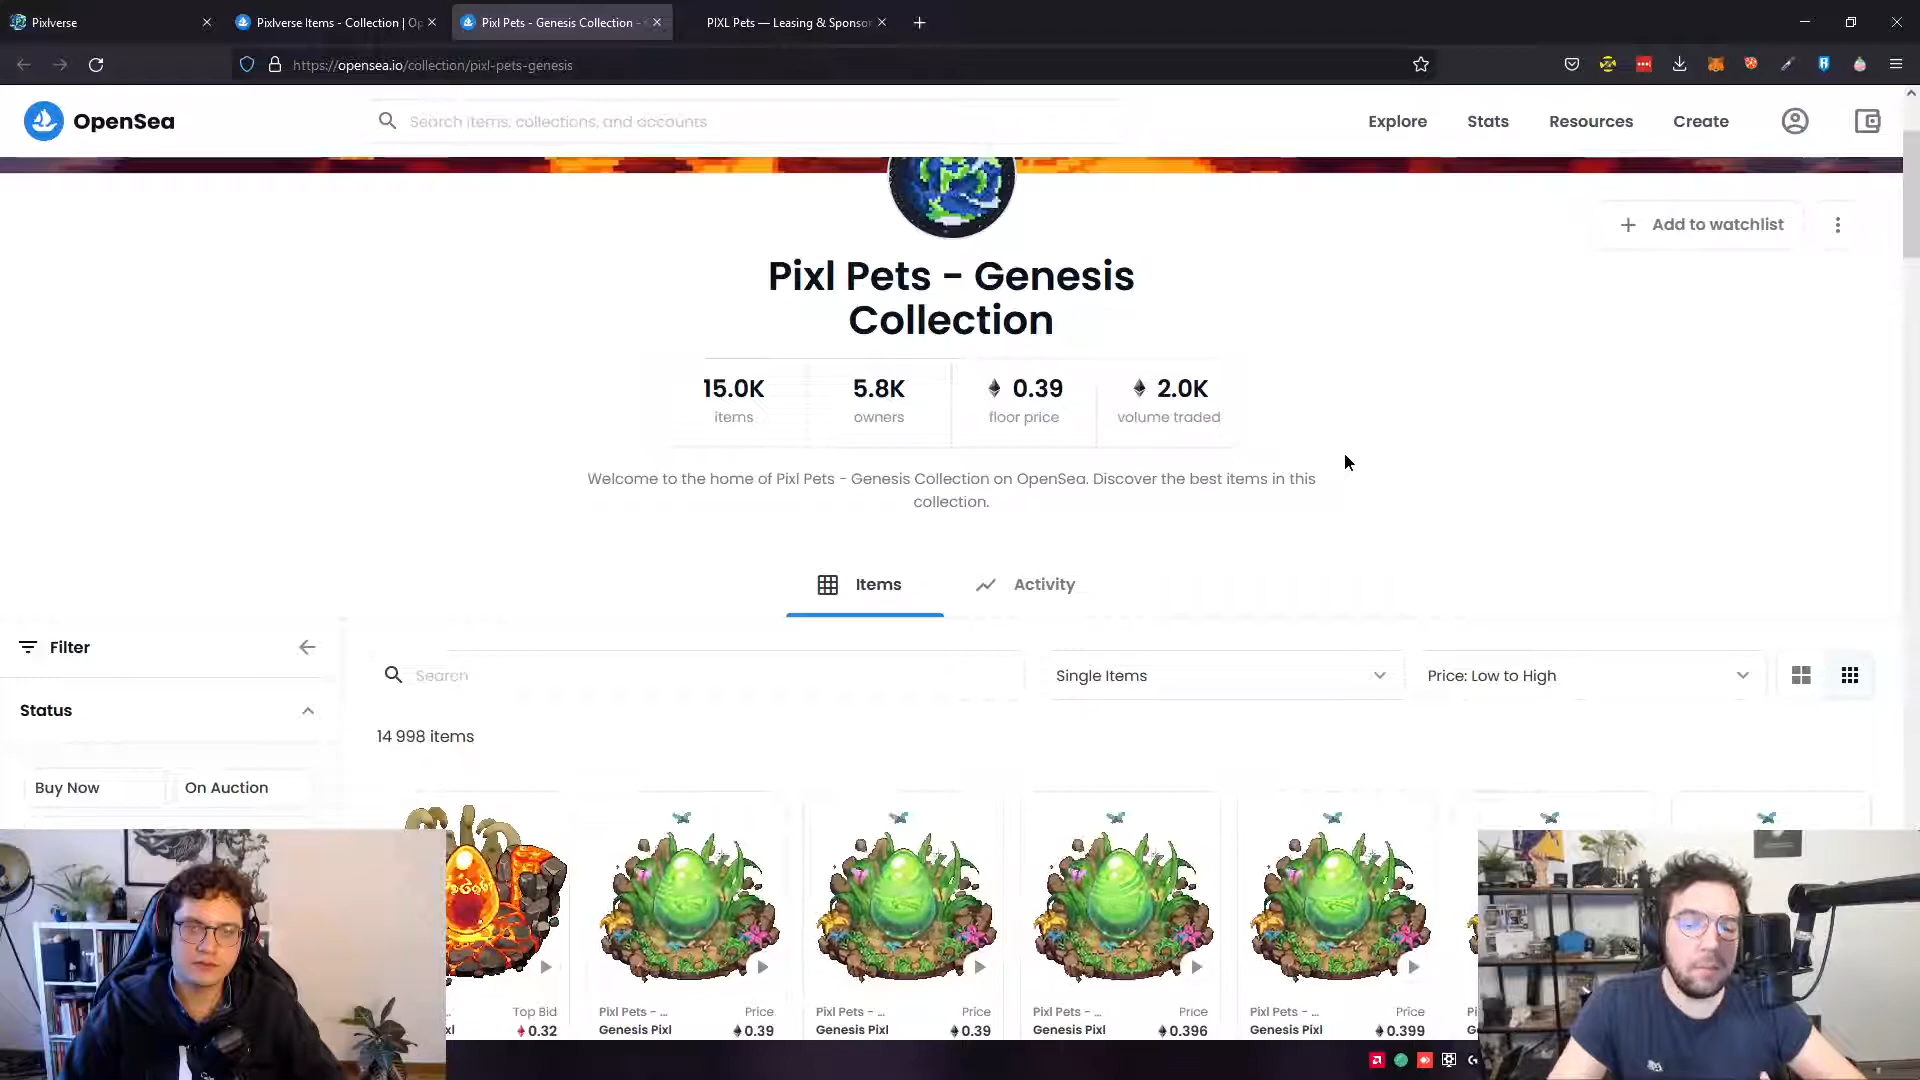 Pixlverse
Pixlverse Items - Collection | Op
Pixl Pets - Genesis Collection -
PIXL Pets — Leasing & Sponsor
https://opensea.io/collection/pixl-pets-genesis
OpenSea
Search items, collections, and accounts
Explore
Stats
Resources
Create
Add to watchlist
Pixl Pets - Genesis
Collection
15.0K
5.8K
0.39
2.0K
items
owners
floor price
volume traded
Welcome to the home of Pixl Pets - Genesis Collection on OpenSea. Discover the best items in this
collection.
Items
Activity
Filter
Search
Single Items
Price: Low to High
Status
14 998 items
Buy Now
On Auction
Top Bid
Pixl Pets - ...
Price
Pixl Pets - ...
Price
Pixl Pets - ...
Price
Pixl Pets - ...
Price
xl
0.32
Genesis Pixl
0.39
Genesis Pixl
0.39
Genesis Pixl
0.396
Genesis Pixl
0.399